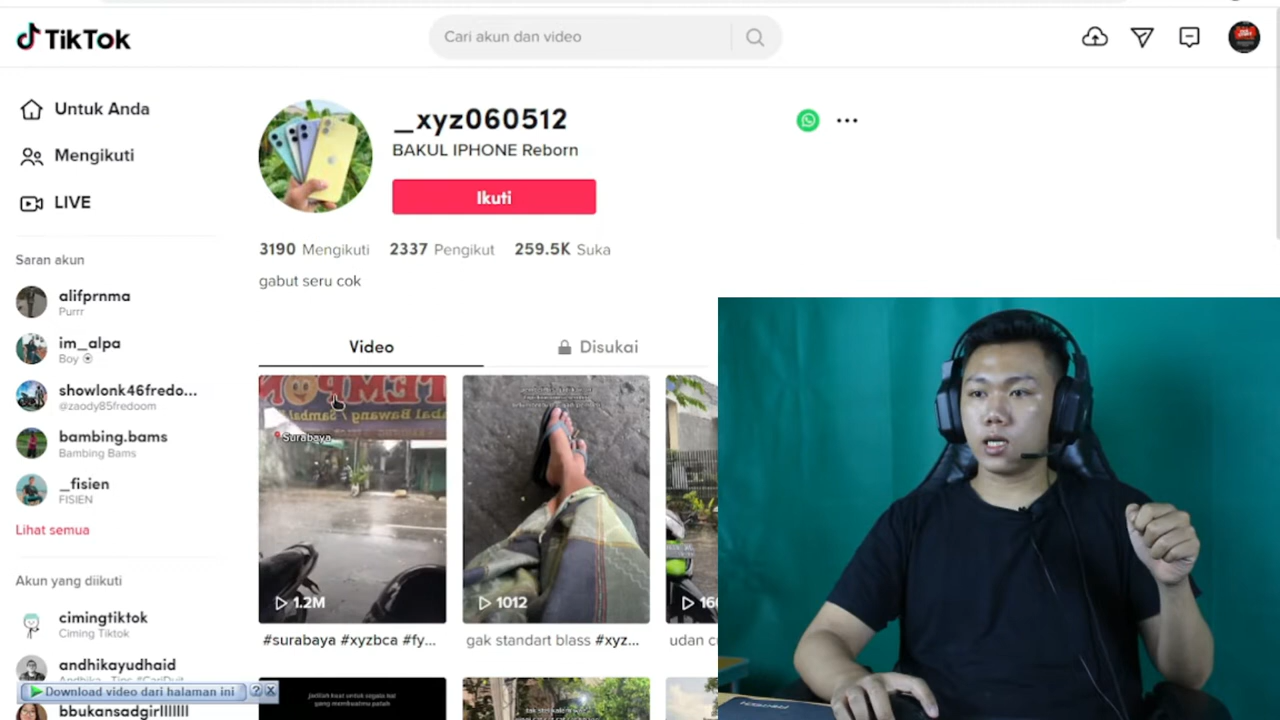 TikTok
Cari akun dan video
Untuk Anda
Mengikuti
LIVE
Saran akun
alifprnma
Purrr
im_alpa
Boy
showlonk46fredo...
@zaody85fredoom
bambing.bams
Bambing Bams
_fisien
FISIEN
Lihat semua
Akun yang diikuti
cimingtiktok
Ciming Tiktok
andhikayudhaid
Download video dari halaman ini
bbukansadgirlllllll
_xyz060512
BAKUL IPHONE Reborn
Ikuti
3190 Mengikuti 2337 Pengikut 259.5K Suka
gabut seru cok
Video
Disukai
Surabaya
1.2M
1012
#surabaya #xyzbca #fy...
gak standart blass #xyz...
udan